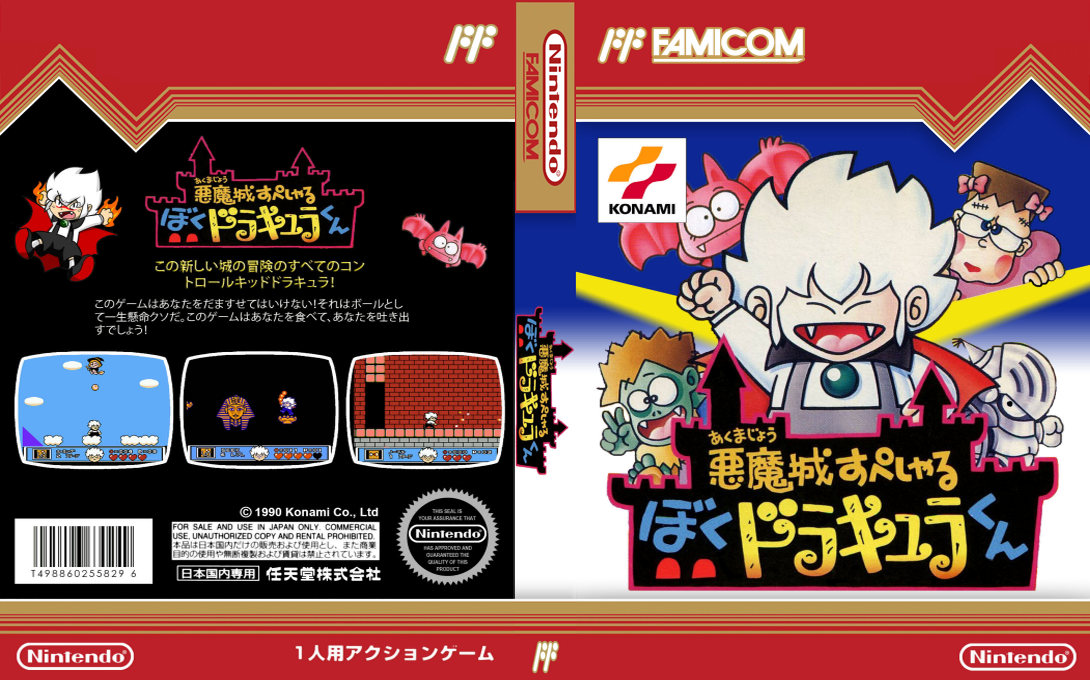 Nintendo
FAMICOM
FAMICOM
KONAMI
あくまじょう
悪魔城すぺしゃる
ぼくドラキュラくん
この新しい城の冒険のすべてのコン
トロールキッドドラキュラ!
このゲームはあなたをだますせてはいけない!それはボールとし
て一生懸命クソだ。このゲームはあなたを食べて、あなたを吐き出
すでしょう!
悪魔城すぺしゃる
ぼくドラキュラくん
あくまじょう
悪魔城すぺしゃる
ぼくドラキュラくん
© 1990 Konami Co., Ltd
FOR SALE AND USE IN JAPAN ONLY. COMMERCIAL
USE, UNAUTHORIZED COPY AND RENTAL PROHIBITED.
本品は日本国内だけの販売および使用とし、また商業
目的の使用や無断複製および賃貸は禁止されています。
日本国内専用 任天堂株式会社
T498860255829 6
THIS SEAL IS
YOUR ASSURANCE THAT
Nintendo
HAS APPROVED AND
GUARANTEED THE
QUALITY OF THIS
PRODUCT
Nintendo
1人用アクションゲーム
Nintendo